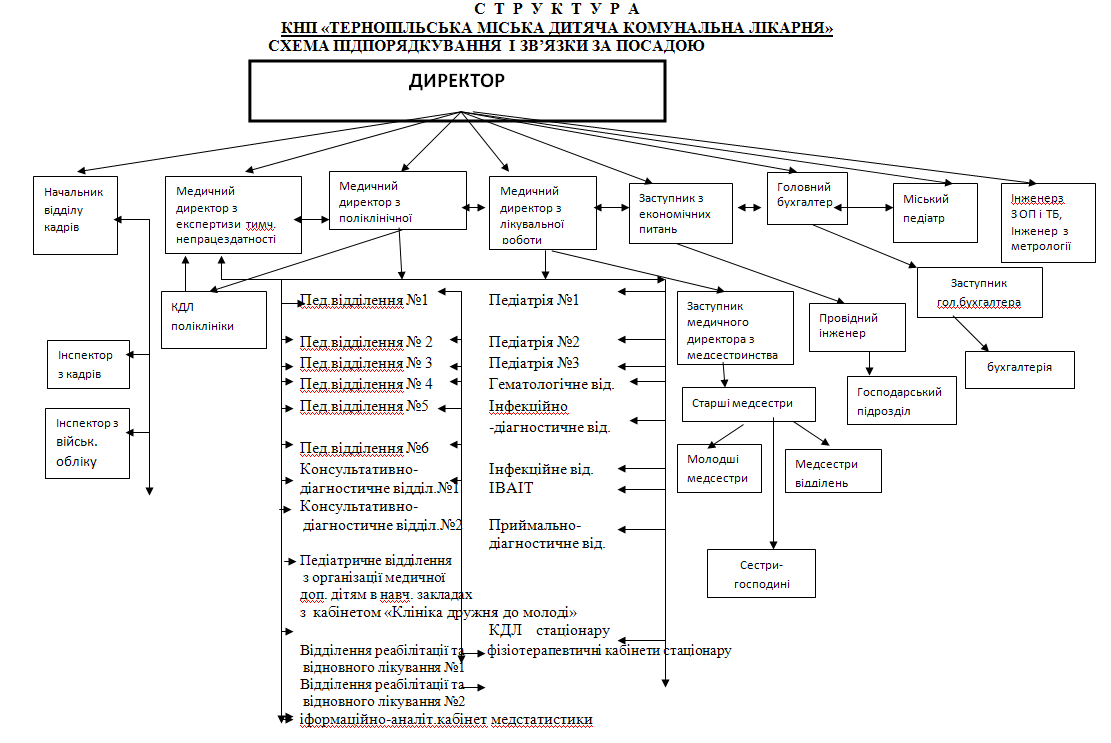 С Т Р У К Т У Р А
КНП «ТЕРНОПІЛЬСЬКА МІСЬКА ДИТЯЧА КОМУНАЛЬНА ЛІКАРНЯ»
СХЕМА ПІДПОРЯДКУВАННЯ І ЗВ’ЯЗКИ ЗА ПОСАДОЮ
ДИРЕКТОР
Начальник
відділу
кадрів
Медичний
директор з
експертизи тимч.
непрацездатності
Медичний
директор з
поліклінічної
Медичний
директор з
лікувальної
роботи
Заступник з
економічних
питань
Головний
бухгалтер
Міський
педіатр
Інженерз
З ОП і ТБ,
Інженер з
метрології
КДЛ
поліклініки
Інспектор
з кадрів
Інспектор з
військ.
обліку
Пед.відділення №1
Пед.відділення № 2
Пед.відділення № 3
Пед.відділення № 4
Пед.відділення №5
Пед.відділення №6
Консультативно-
діагностичне відділ.№1
Консультативно-
діагностичне відділ.№2
Педіатричне відділення
з організації медичної
доп. дітям в навч. закладах
з кабінетом «Клініка дружня до молоді»
Відділення реабілітації та
відновного лікування №1
Відділення реабілітації та
відновного лікування №2
іформаційно-аналіт.кабінет медстатистики
Педіатрія №1
Педіатрія №2
Педіатрія №3
Гематологічне від.
Інфекційно
-діагностичне від.
Інфекційне від.
ІВАІТ
Приймально-
діагностичне від.
КДЛ стаціонару
фізіотерапевтичні кабінети стаціонару
Заступник
медичного
директора з
медсестринства
Старші медсестри
Молодші
медсестри
Медсестри
відділень
Сестри-
господині
Провідний
інженер
Господарський
підрозділ
Заступник
гол.бухгалтера
бухгалтерія